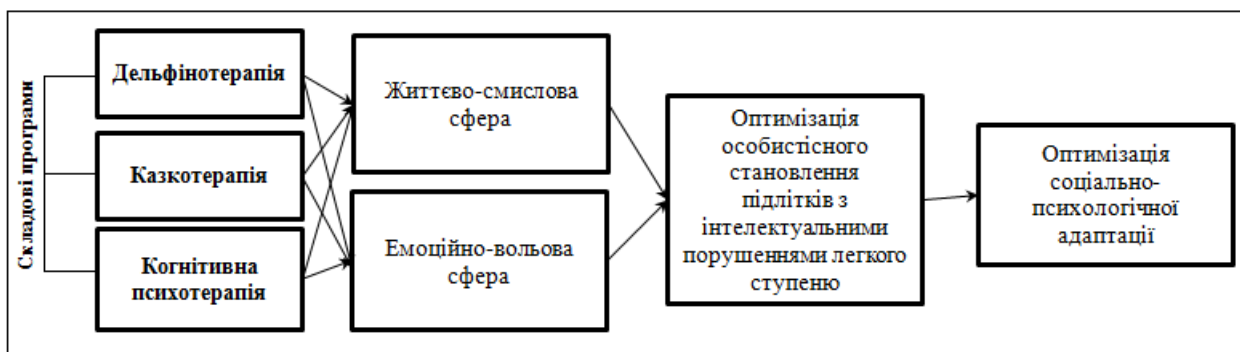 Складові програми
Дельфінотерапія
Казкотерапія
Когнітивна
психотерапія
Життєво-смислова
сфера
Емоційно-вольова
сфера
Оптимізація
особистісного
становлення
підлітків з
інтелектуальними
порушеннями легкого
ступеню
Оптимізація
соціально-
психологічної
адаптації